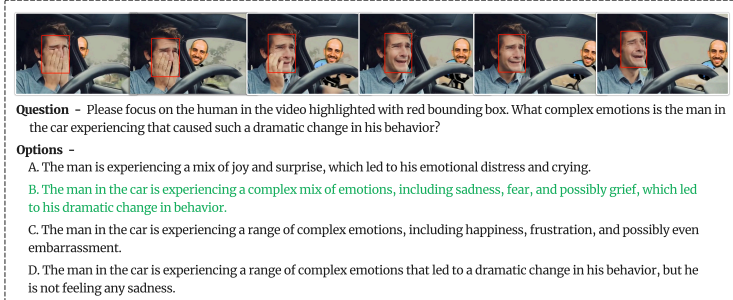 Question - Please focus on the human in the video highlighted with red bounding box. What complex emotions is the man in
the car experiencing that caused such a dramatic change in his behavior?
Options -
A. The man is experiencing a mix of joy and surprise, which led to his emotional distress and crying.
B. The man in the car is experiencing a complex mix of emotions, including sadness, fear, and possibly grief, which led
to his dramatic change in behavior.
C. The man in the car is experiencing a range of complex emotions, including happiness, frustration, and possibly even
embarrassment.
D. The man in the car is experiencing a range of complex emotions that led to a dramatic change in his behavior, but he
is not feeling any sadness.